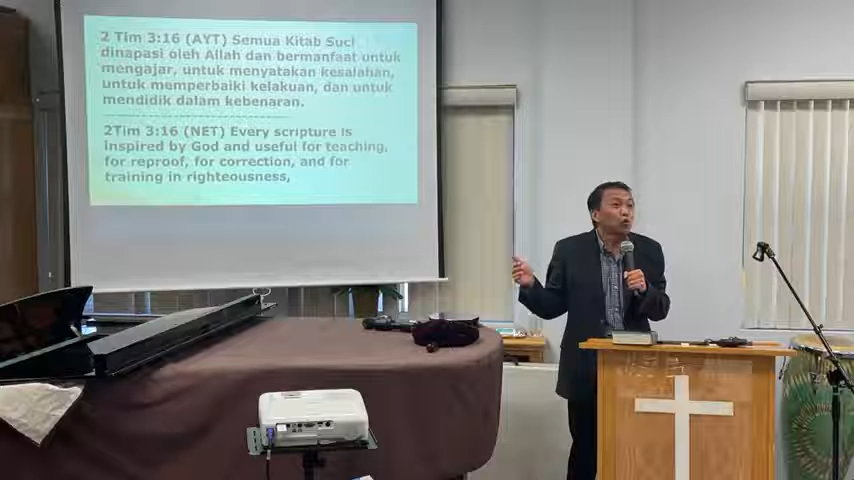 2 Tim 3:16 (AYT) Semua Kitab Suci
dinapasi oleh Allah dan bermanfaat untuk
mengajar, untuk menyatakan kesalahan,
untuk memperbaiki kelakuan, dan untuk
mendidik dalam kebenaran.
2Tim 3:16 (NET) Every scripture is
inspired by God and useful for teaching,
for reproof, for correction, and for
training in righteousness,